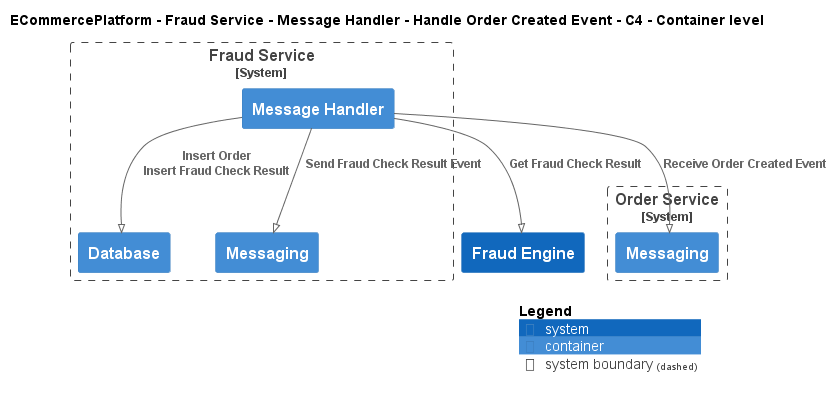 ECommercePlatform - Fraud Service - Message Handler - Handle Order Created Event - C4 - Container level
Fraud Service
[System]
Message Handler
Insert Order
Insert Fraud Check Result
Send Fraud Check Result Event
Get Fraud Check Result
Receive Order Created Event
Order Service
[System]
Database
Messaging
Fraud Engine
Messaging
Legend
system
container
system boundary (dashed)